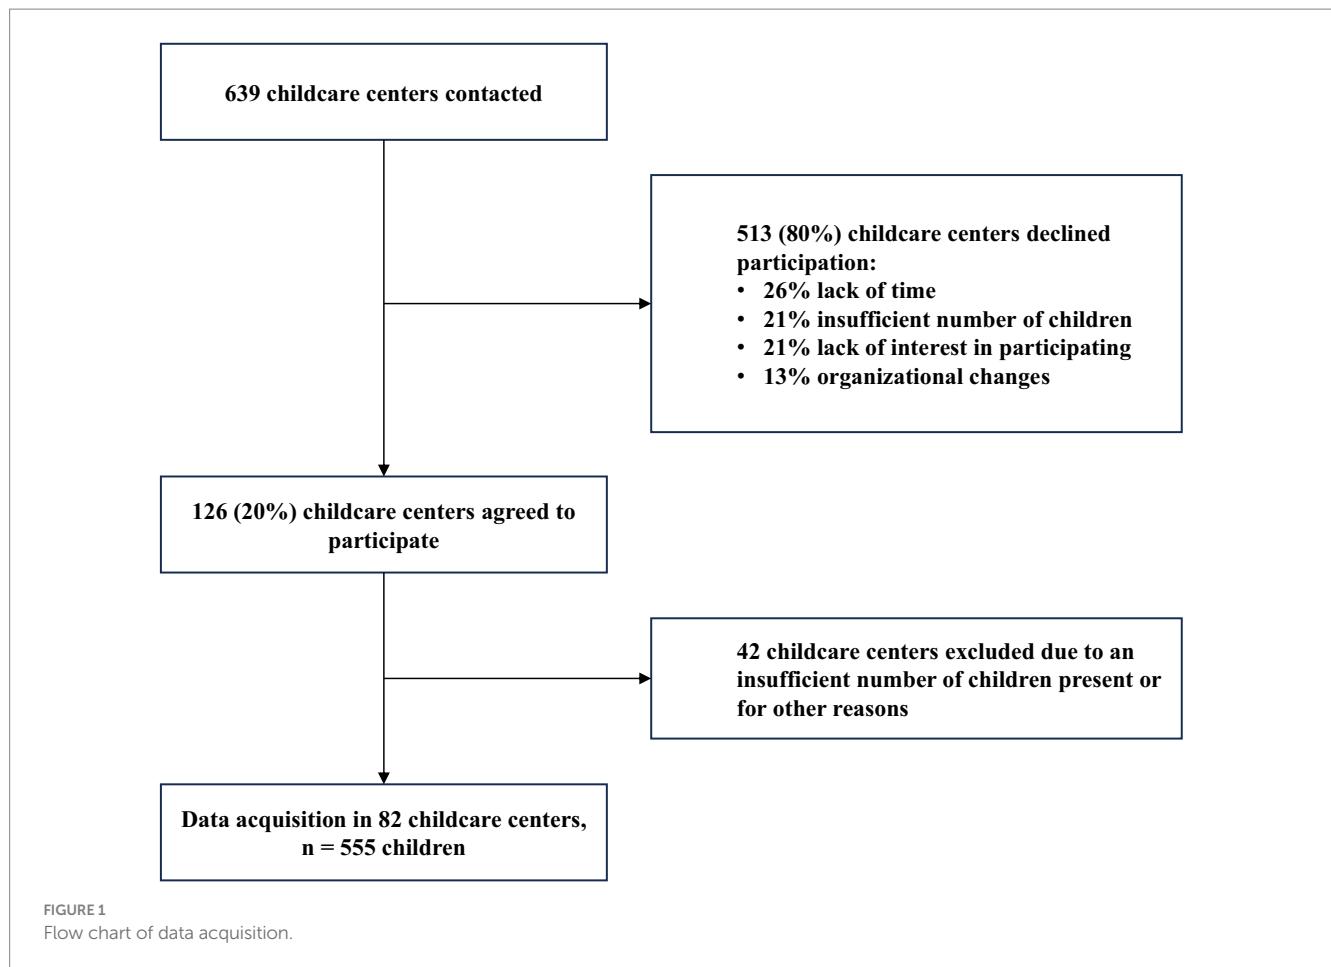 639 childcare centers contacted
513 (80%) childcare centers declined
participation:
• 26% lack of time
• 21% insufficient number of children
• 21% lack of interest in participating
• 13% organizational changes
126 (20%) childcare centers agreed to
participate
42 childcare centers excluded due to an
insufficient number of children present or
for other reasons
Data acquisition in 82 childcare centers,
n = 555 children
FIGURE 1
Flow chart of data acquisition.